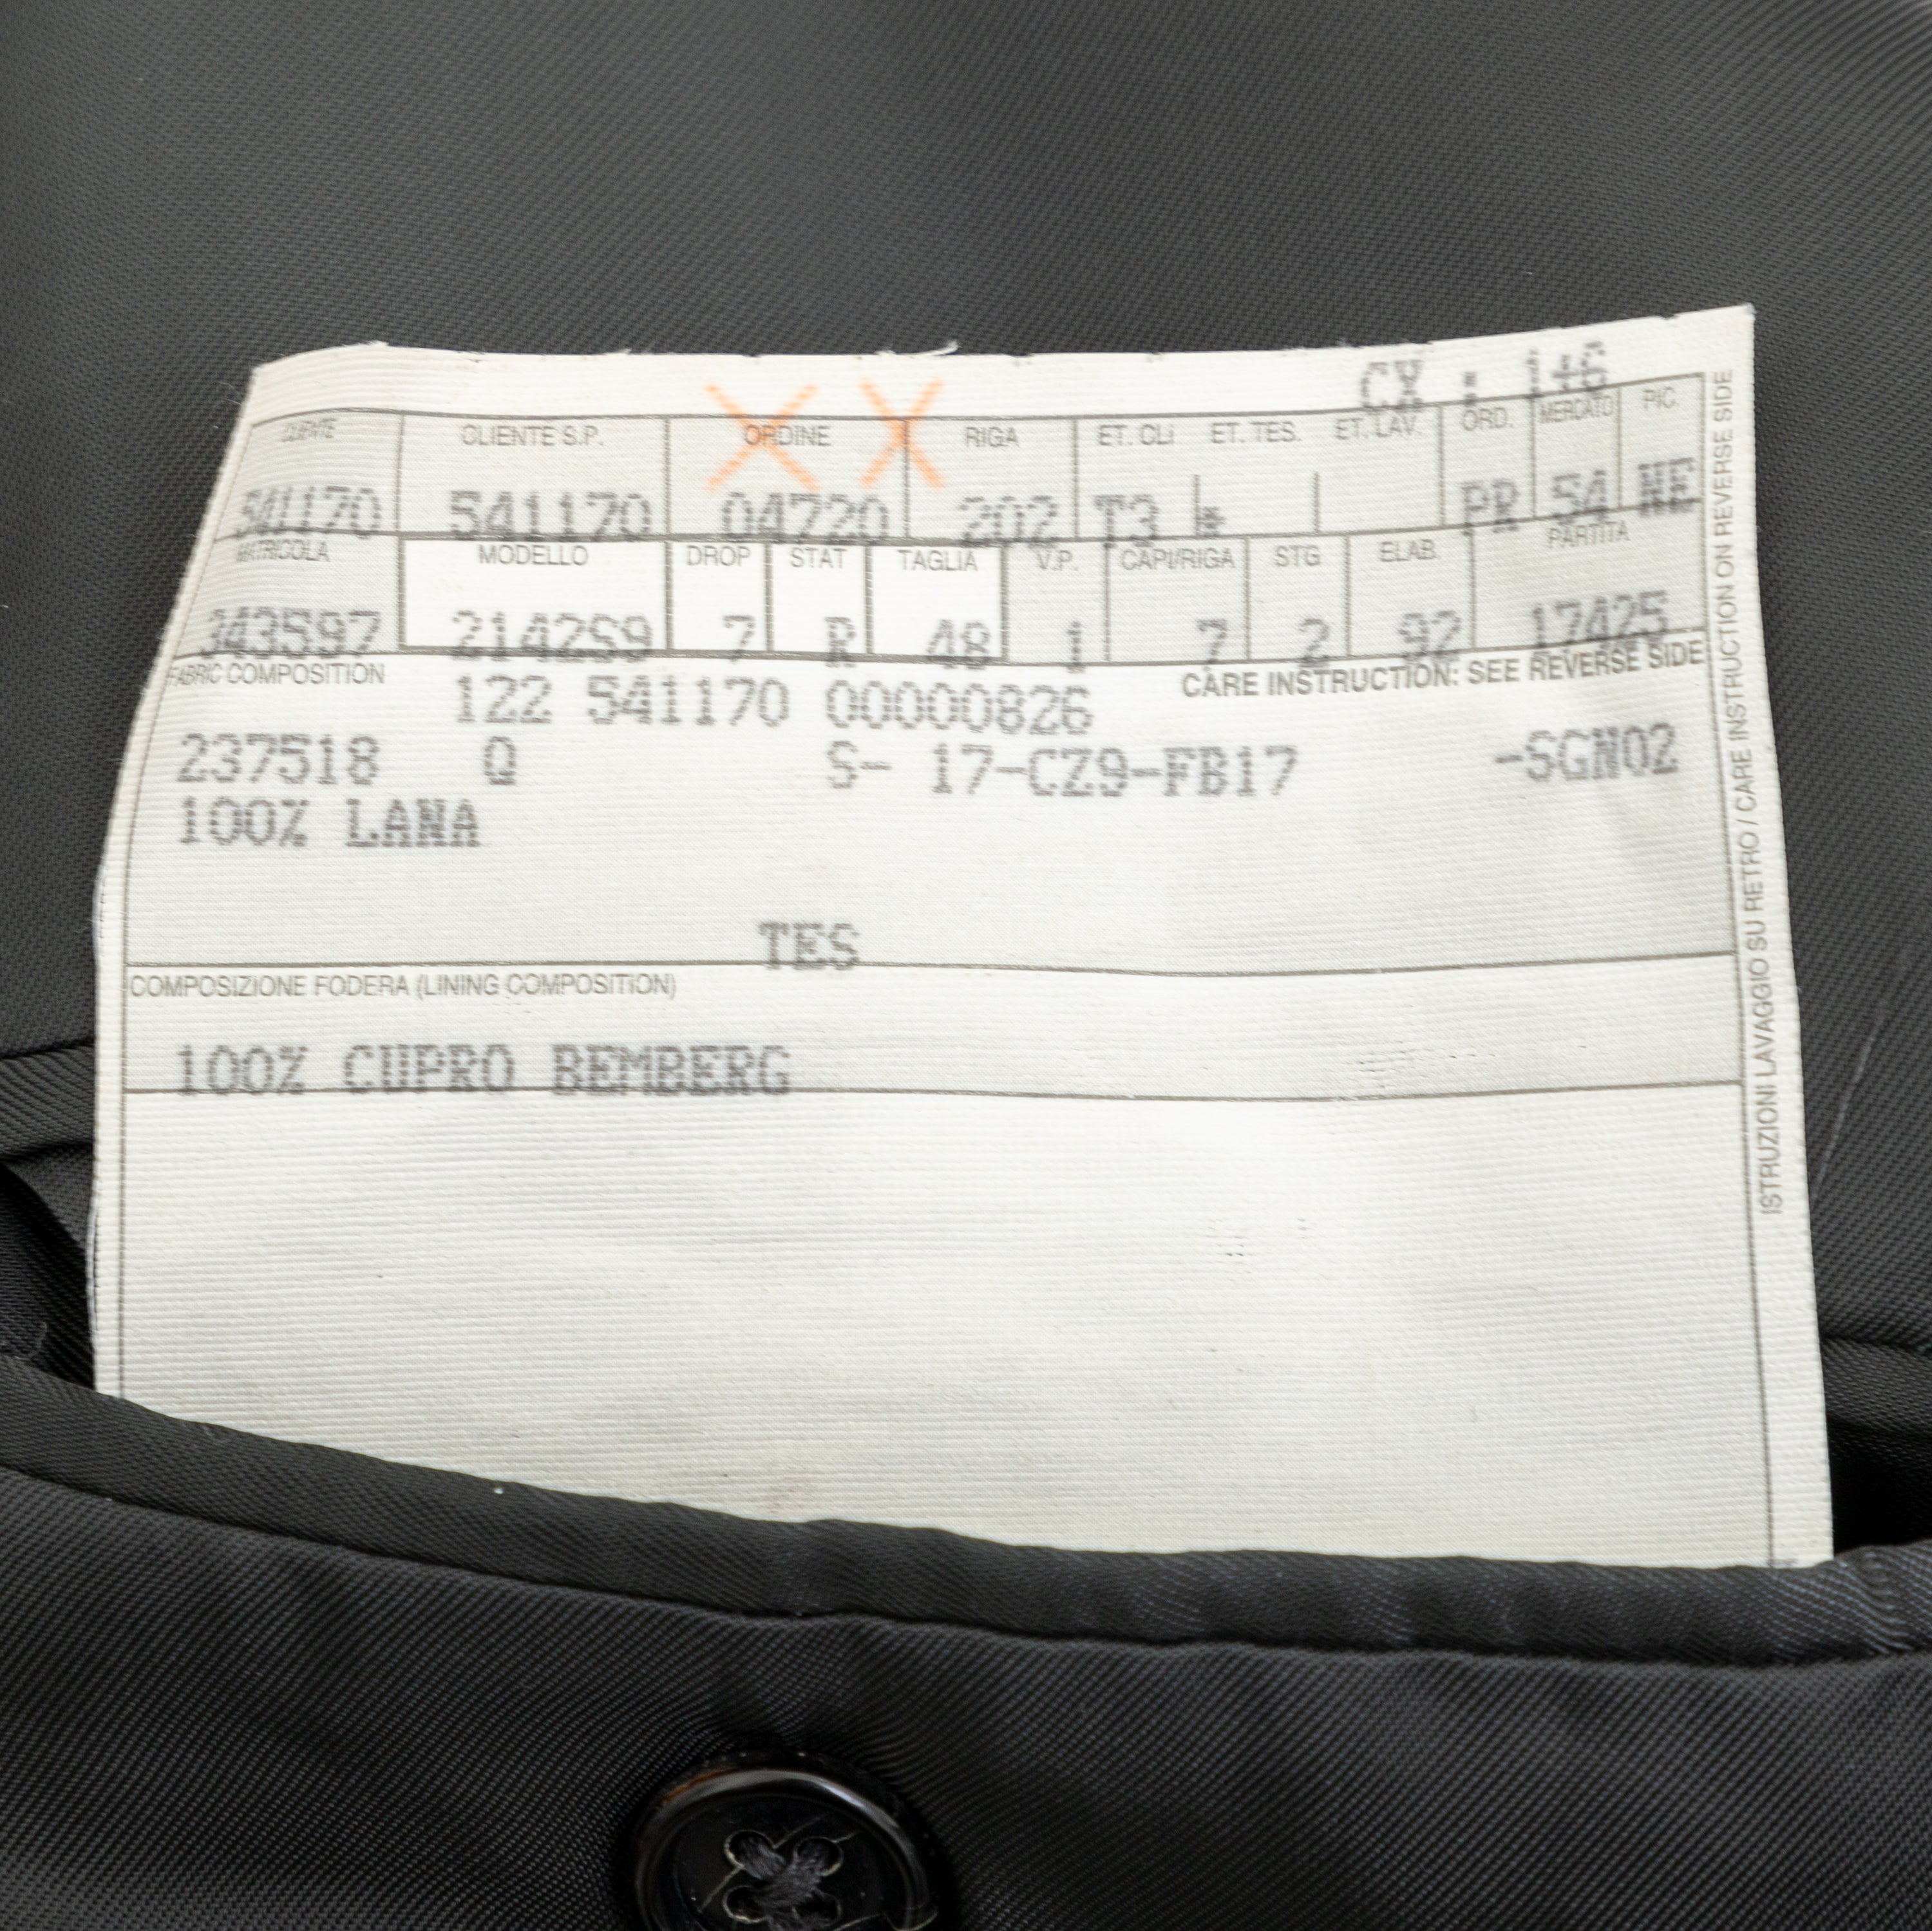 CX : 1+6
CLIENTE CLIENTE S.P. ORDINE RIGA ET. CLI ET. TES. ET. LAV. ORD. MERCATO PIC.
541170 541170 04720 202 T3 * PR 54 NE
MATRICOLA MODELLO DROP STAT TAGLIA V.P. CAPI/RIGA STG ELAB. PARTITA
343597 2142S9 7 R 48 1 7 2 92 17425
FABRIC COMPOSITION CARE INSTRUCTION: SEE REVERSE SIDE
122 541170 00000826
237518 Q S- 17-CZ9-FB17 -SGN02
100% LANA
TES
COMPOSIZIONE FODERA (LINING COMPOSITION)
100% CUPRO BEMBERG
ISTRUZIONI LAVAGGIO SU RETRO / CARE INSTRUCTION ON REVERSE SIDE